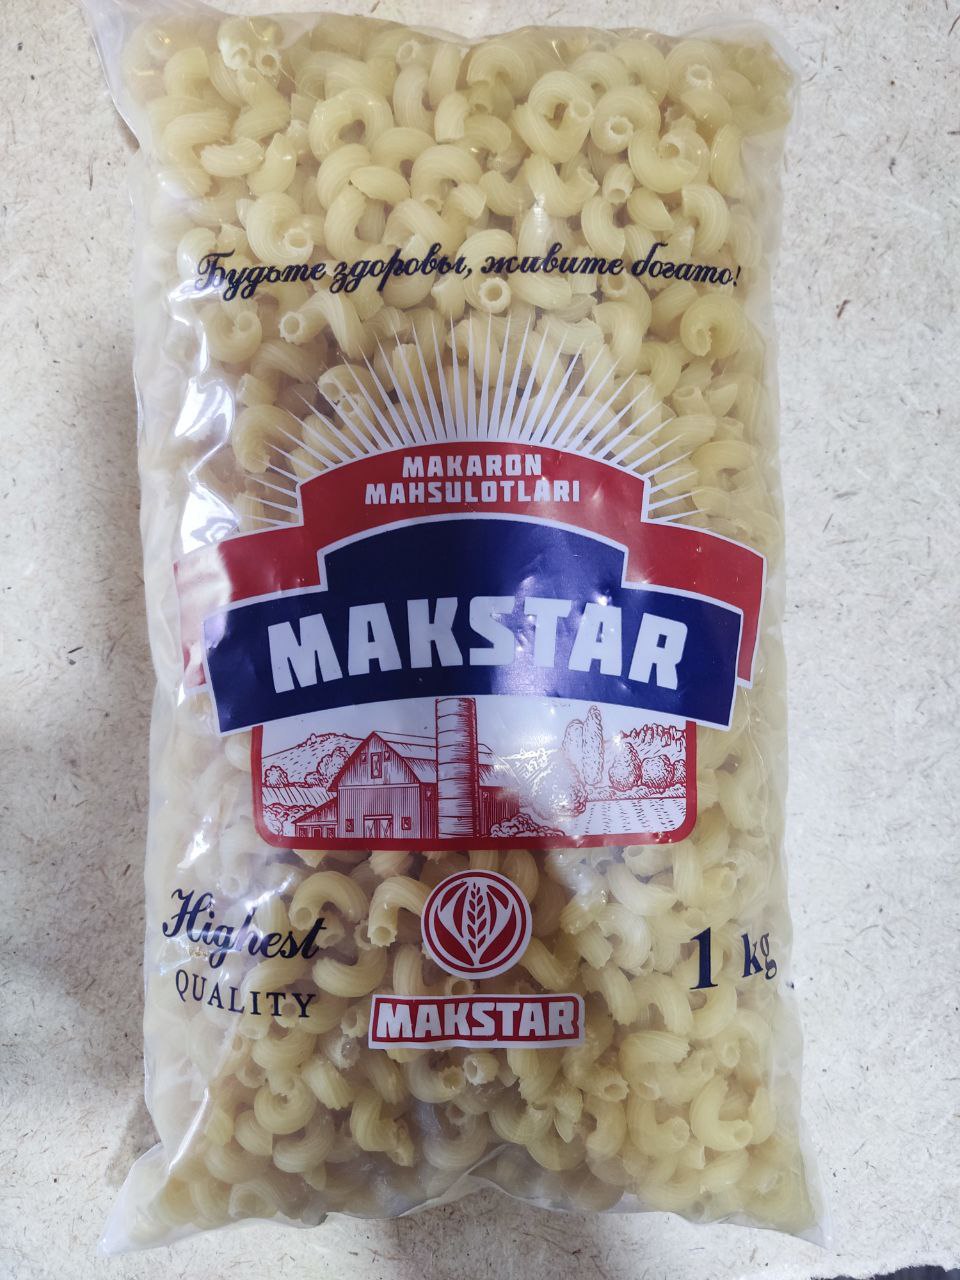 Будьте здоровы, живите богато!
MAKARON
MAHSULOTLARI
MAKSTAR
Highest
QUALITY
1 kg
MAKSTAR